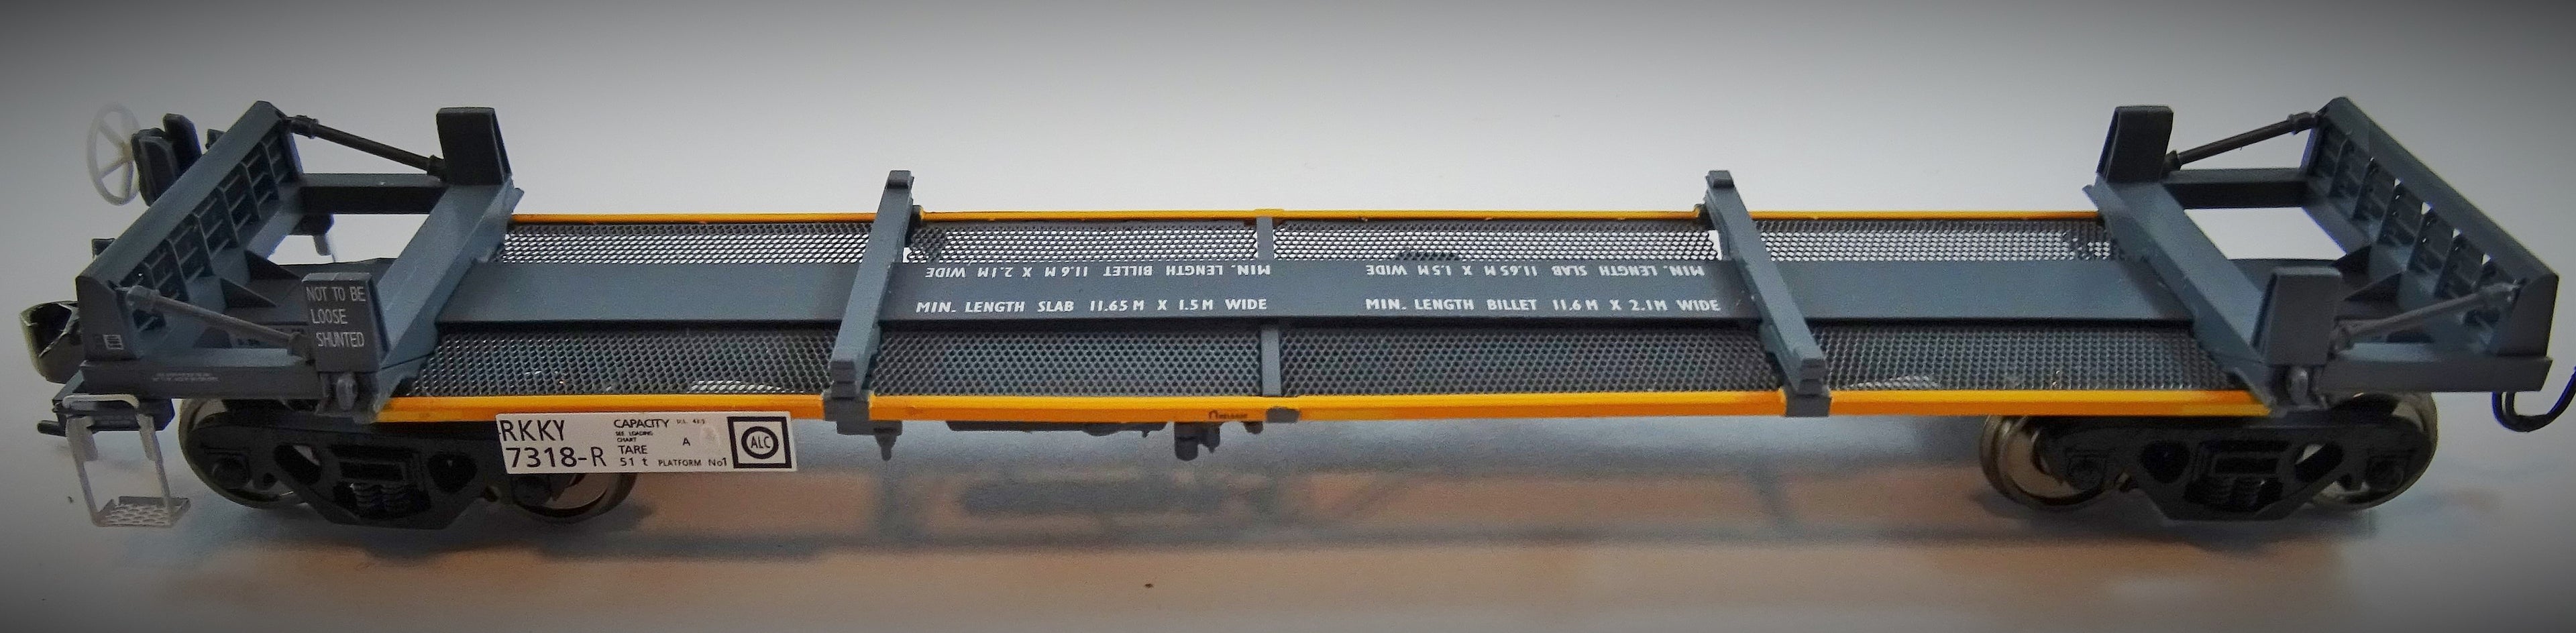 MIN. LENGTH BILLET 11.6 M X 2.1M WIDE
MIN. LENGTH SLAB 11.65 M X 1.5 M WIDE
MIN. LENGTH SLAB 11.65 M X 1.5 M WIDE
MIN. LENGTH BILLET 11.6 M X 2.1M WIDE
NOT TO BE
LOOSE
SHUNTED
RKKY
7318-R
CAPACITY
SEE LOADING
CHART
A
TARE
51 t
PLATFORM No1
ALC